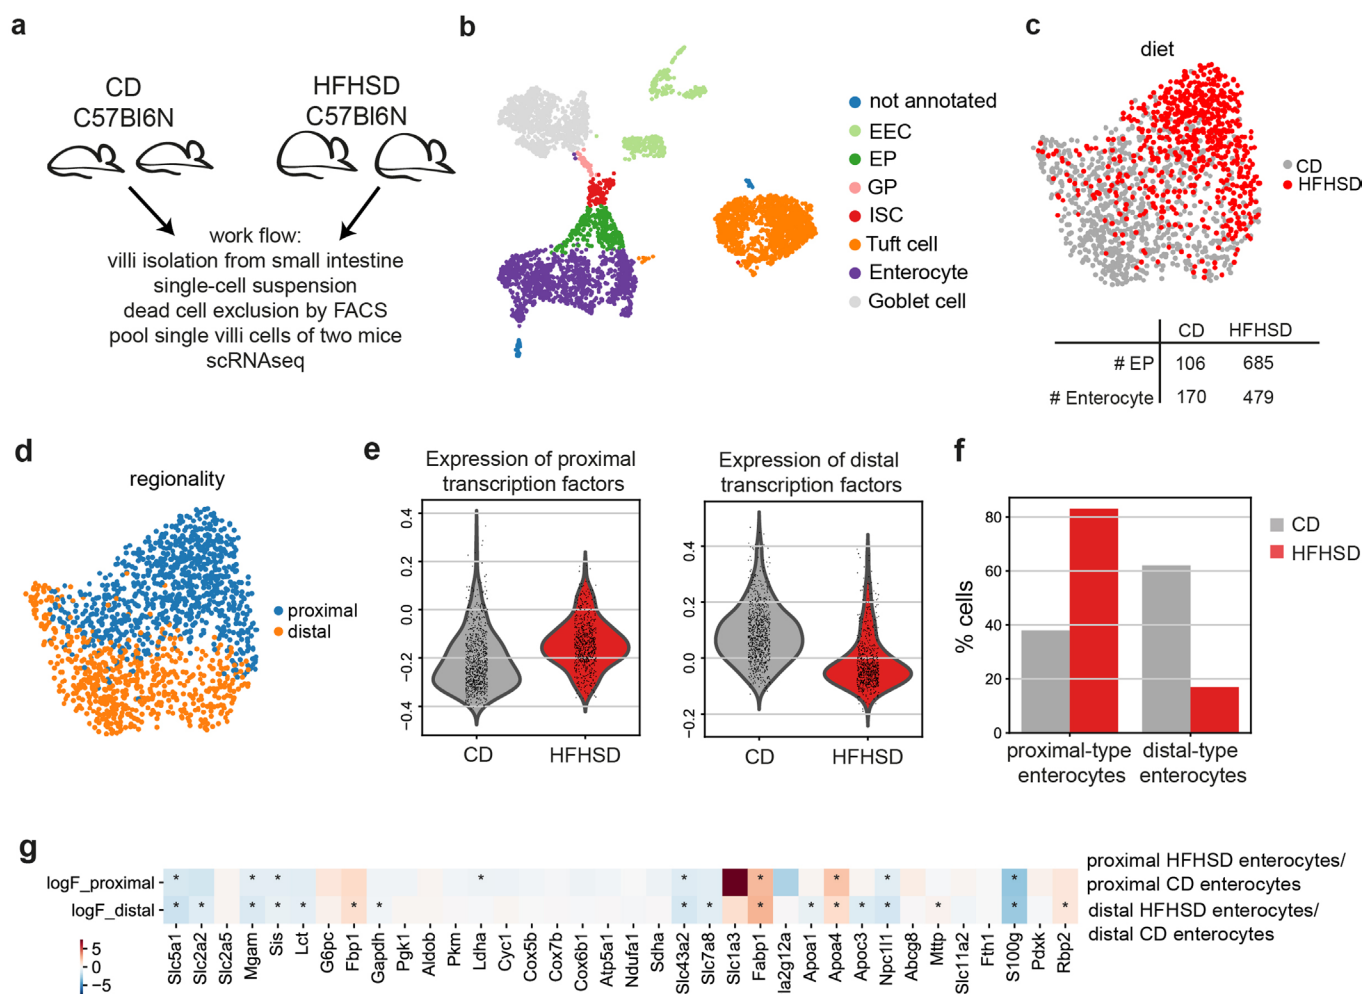 a
CD
C57Bl6N
HFHSD
C57Bl6N
work flow:
villi isolation from small intestine
single-cell suspension
dead cell exclusion by FACS
pool single villi cells of two mice
scRNAseq
b
not annotated
EEC
EP
GP
ISC
Tuft cell
Enterocyte
Goblet cell
c
diet
CD
HFHSD
CD HFHSD
# EP 106 685
# Enterocyte 170 479
d
regionality
proximal
distal
e
Expression of proximal
transcription factors
0.4
0.2
0.0
−0.2
−0.4
CD HFHSD
Expression of distal
transcription factors
0.4
0.2
0.0
−0.2
CD HFHSD
f
% cells
80
60
40
20
0
proximal-type
enterocytes
distal-type
enterocytes
CD
HFHSD
g
logF_proximal
logF_distal
* * * * * * * * *
* * * * * * * * * * * * * * * *
proximal HFHSD enterocytes/
proximal CD enterocytes
distal HFHSD enterocytes/
distal CD enterocytes
5
0
−5
Slc5a1
Slc2a2
Slc2a5
Mgam
Sis
Lct
G6pc
Fbp1
Gapdh
Pgk1
Aldob
Pkm
Ldha
Cyc1
Cox5b
Cox7b
Cox6b1
Atp5a1
Ndufa1
Sdha
Slc43a2
Slc7a8
Slc1a3
Fabp1
la2g12a
Apoa1
Apoa4
Apoc3
Npc1l1
Abcg8
Mttp
Slc11a2
Fth1
S100g
Pdxk
Rbp2